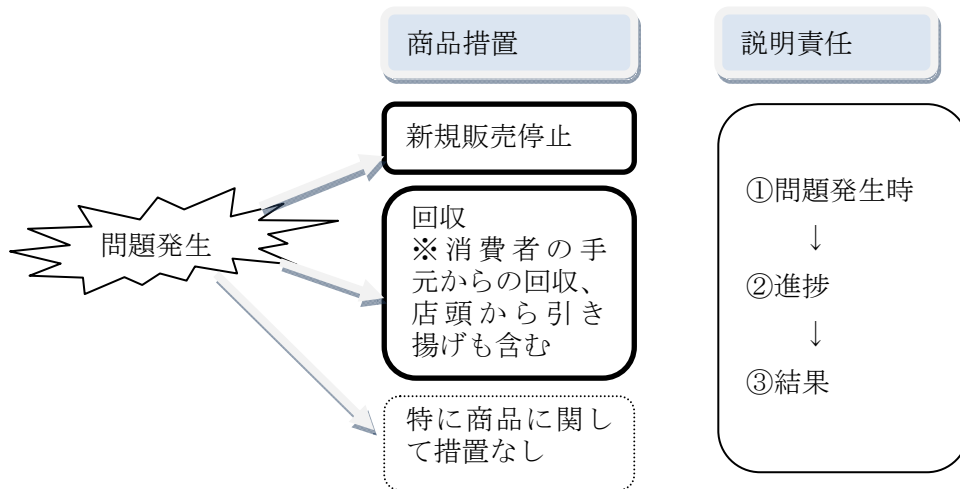 商品措置
説明責任
問題発生
新規販売停止
回収
※消費者の手
元からの回収、
店頭から引き
揚げも含む
特に商品に関し
て措置なし
①問題発生時
↓
②進捗
↓
③結果